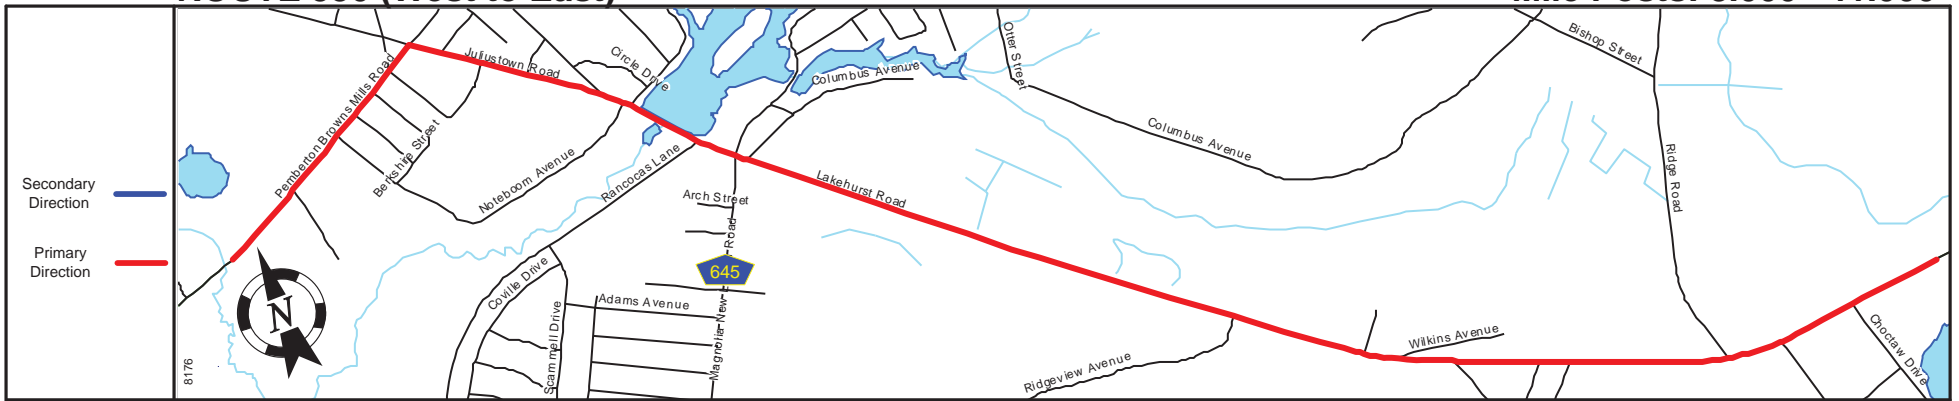 Secondary
Direction
Primary
Direction
Pemberton Browns Mills Road
Juliustown Road
Circle Drive
Columbus Avenue
Otter Street
Bishop Street
Berkshire Street
Noteboom Avenue
Rancocas Lane
Columbus Avenue
Ridge Road
Arch Street
Lakehurst Road
Road
645
Coville Drive
Adams Avenue
Scammell Drive
Magnolia New
N
8176
Ridgeview Avenue
Wilkins Avenue
Choctaw Drive